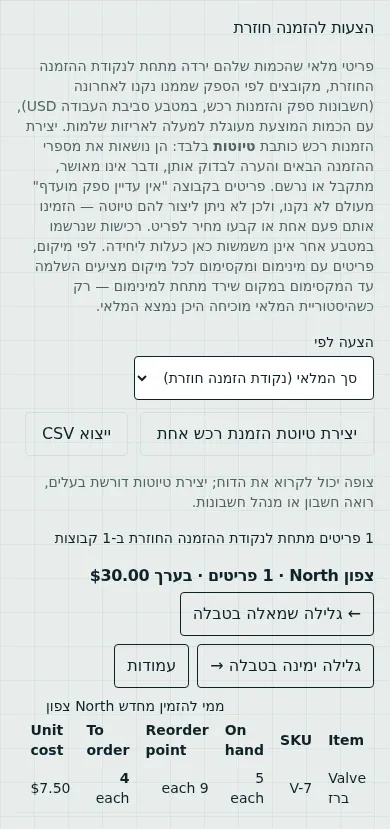 הצעות להזמנה חוזרת
פריטי מלאי שהכמות שלהם ירדה מתחת לנקודת ההזמנה
החוזרת, מקובצים לפי הספק שממנו נקנו לאחרונה
(חשבונות ספק והזמנות רכש, במטבע סביבת העבודה USD),
עם הכמות המוצעת מעוגלת למעלה לאריזות שלמות. יצירת
הזמנות רכש כותבת טיוטות בלבד: הן נושאות את מספרי
ההזמנה הבאים והערה לבדוק אותן, ודבר אינו מאושר,
מתקבל או נרשם. פריטים בקבוצה "אין עדיין ספק מועדף"
מעולם לא נקנו, ולכן לא ניתן ליצור להם טיוטה — הזמינו
אותם פעם אחת או קבעו מחיר לפריט. רכישות שנרשמו
במטבע אחר אינן משמשות כאן כעלות ליחידה. לפי מיקום,
פריטים עם מינימום ומקסימום לכל מיקום מציעים השלמה
עד המקסימום במקום שירד מתחת למינימום — רק
כשהיסטוריית המלאי מוכיחה היכן נמצא המלאי.
הצעה לפי
סך המלאי (נקודת הזמנה חוזרת)
יצירת טיוטת הזמנת רכש אחת
ייצוא CSV
צופה יכול לקרוא את הדוח; יצירת טיוטות דורשת בעלים,
רואה חשבון או מנהל חשבונות.
1 פריטים מתחת לנקודת ההזמנה החוזרת ב-1 קבוצות
צפון North · 1 פריטים · בערך $30.00
← גלילה שמאלה בטבלה
גלילה ימינה בטבלה →
עמודות
ממי להזמין מחדש North צפון
Item SKU On hand Reorder point To order Unit cost
Valve ברז V-7 5 each 9 each 4 each $7.50